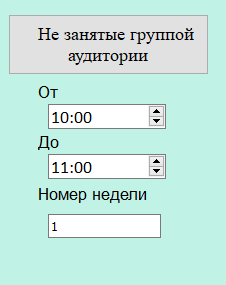 Не занятые группой
аудитории
От
10:00
До
11:00
Номер недели
1